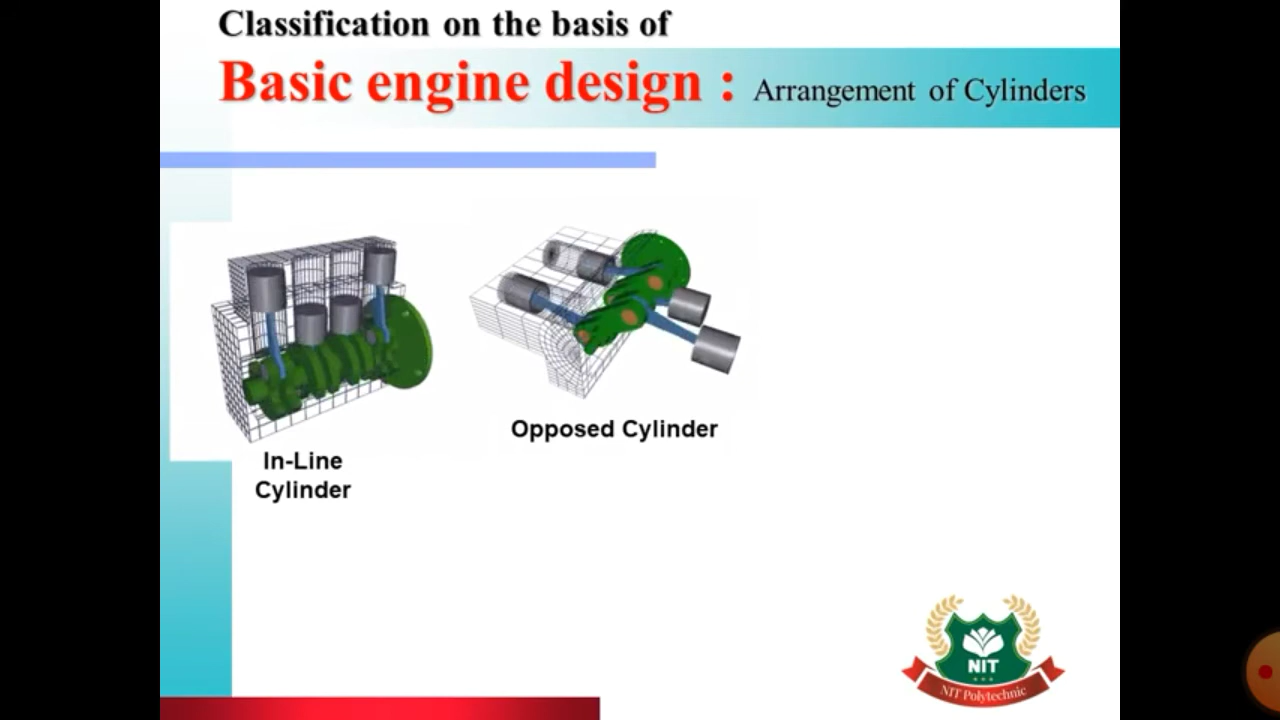 Classification on the basis of
Basic engine design : Arrangement of Cylinders
Opposed Cylinder
In-Line
Cylinder
NIT
NIT Polytechnic